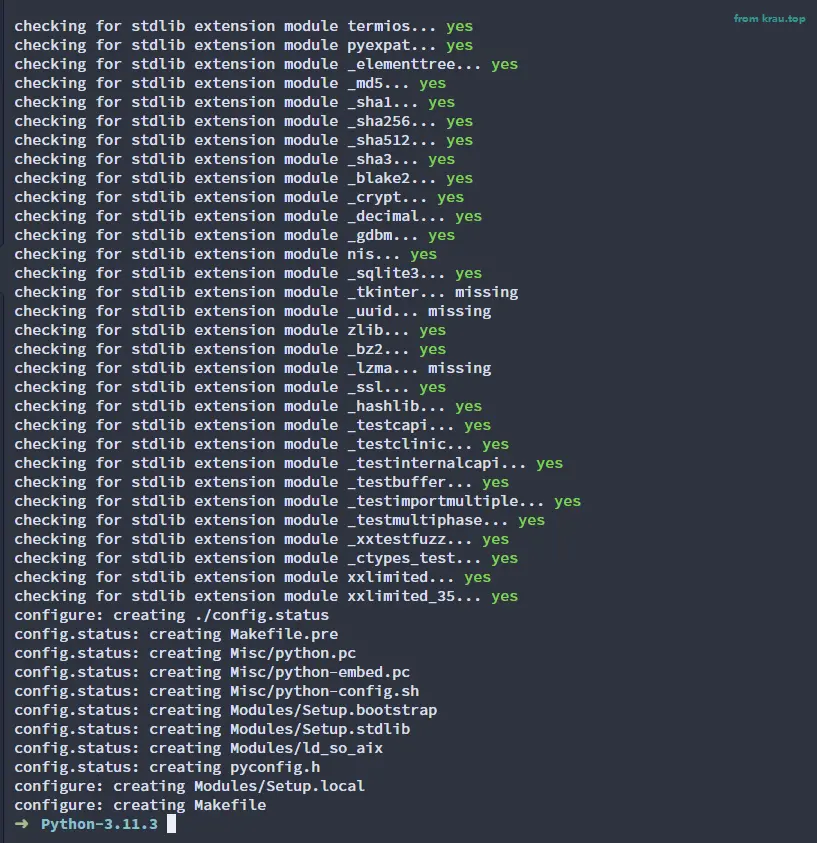 from krau.top
checking for stdlib extension module termios... yes
checking for stdlib extension module pyexpat... yes
checking for stdlib extension module _elementtree... yes
checking for stdlib extension module _md5... yes
checking for stdlib extension module _sha1... yes
checking for stdlib extension module _sha256... yes
checking for stdlib extension module _sha512... yes
checking for stdlib extension module _sha3... yes
checking for stdlib extension module _blake2... yes
checking for stdlib extension module _crypt... yes
checking for stdlib extension module _decimal... yes
checking for stdlib extension module _gdbm... yes
checking for stdlib extension module nis... yes
checking for stdlib extension module _sqlite3... yes
checking for stdlib extension module _tkinter... missing
checking for stdlib extension module _uuid... missing
checking for stdlib extension module zlib... yes
checking for stdlib extension module _bz2... yes
checking for stdlib extension module _lzma... missing
checking for stdlib extension module _ssl... yes
checking for stdlib extension module _hashlib... yes
checking for stdlib extension module _testcapi... yes
checking for stdlib extension module _testclinic... yes
checking for stdlib extension module _testinternalcapi... yes
checking for stdlib extension module _testbuffer... yes
checking for stdlib extension module _testimportmultiple... yes
checking for stdlib extension module _testmultiphase... yes
checking for stdlib extension module _xxtestfuzz... yes
checking for stdlib extension module _ctypes_test... yes
checking for stdlib extension module xxlimited... yes
checking for stdlib extension module xxlimited_35... yes
configure: creating ./config.status
config.status: creating Makefile.pre
config.status: creating Misc/python.pc
config.status: creating Misc/python-embed.pc
config.status: creating Misc/python-config.sh
config.status: creating Modules/Setup.bootstrap
config.status: creating Modules/Setup.stdlib
config.status: creating Modules/ld_so_aix
config.status: creating pyconfig.h
configure: creating Modules/Setup.local
configure: creating Makefile
➜ Python-3.11.3